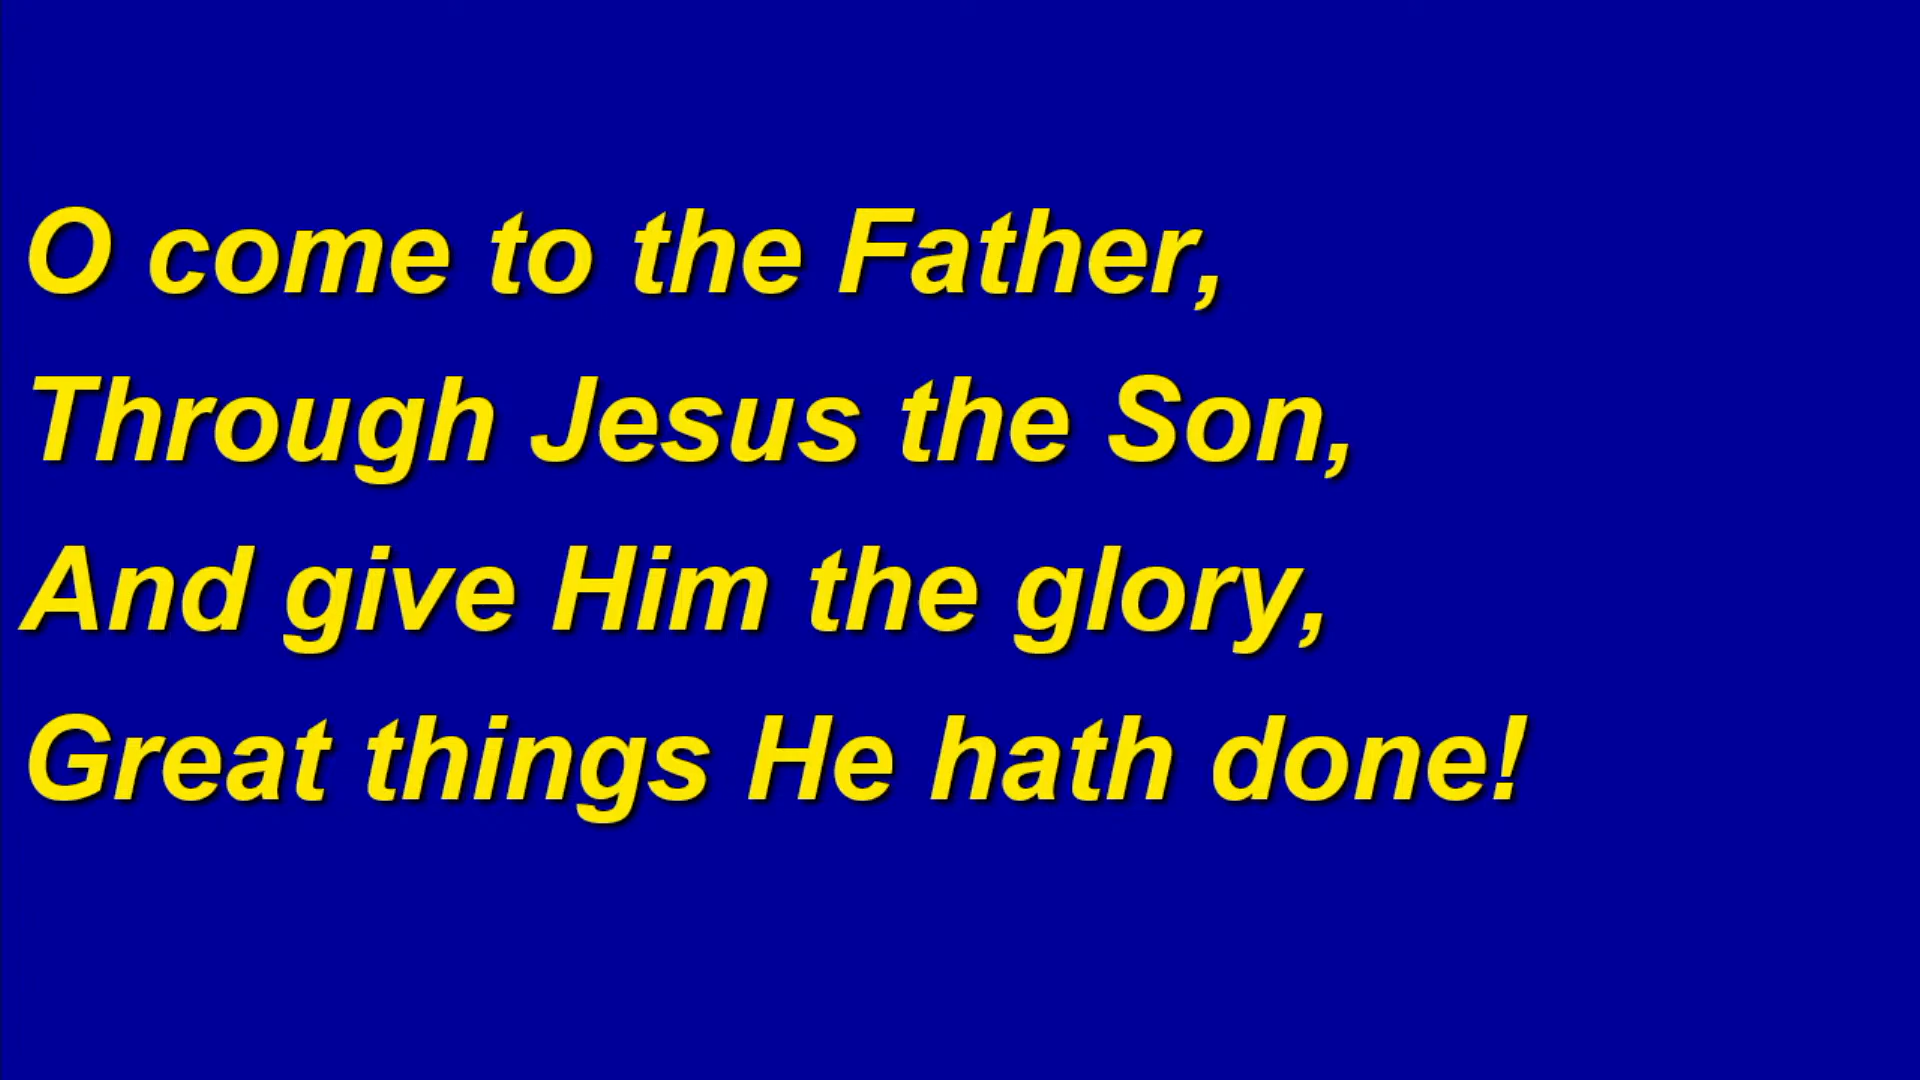 O come to the Father,
Through Jesus the Son,
And give Him the glory,
Great things He hath done!